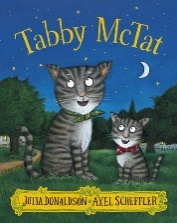 Tabby McTat
JULIA DONALDSON · AXEL SCHEFFLER